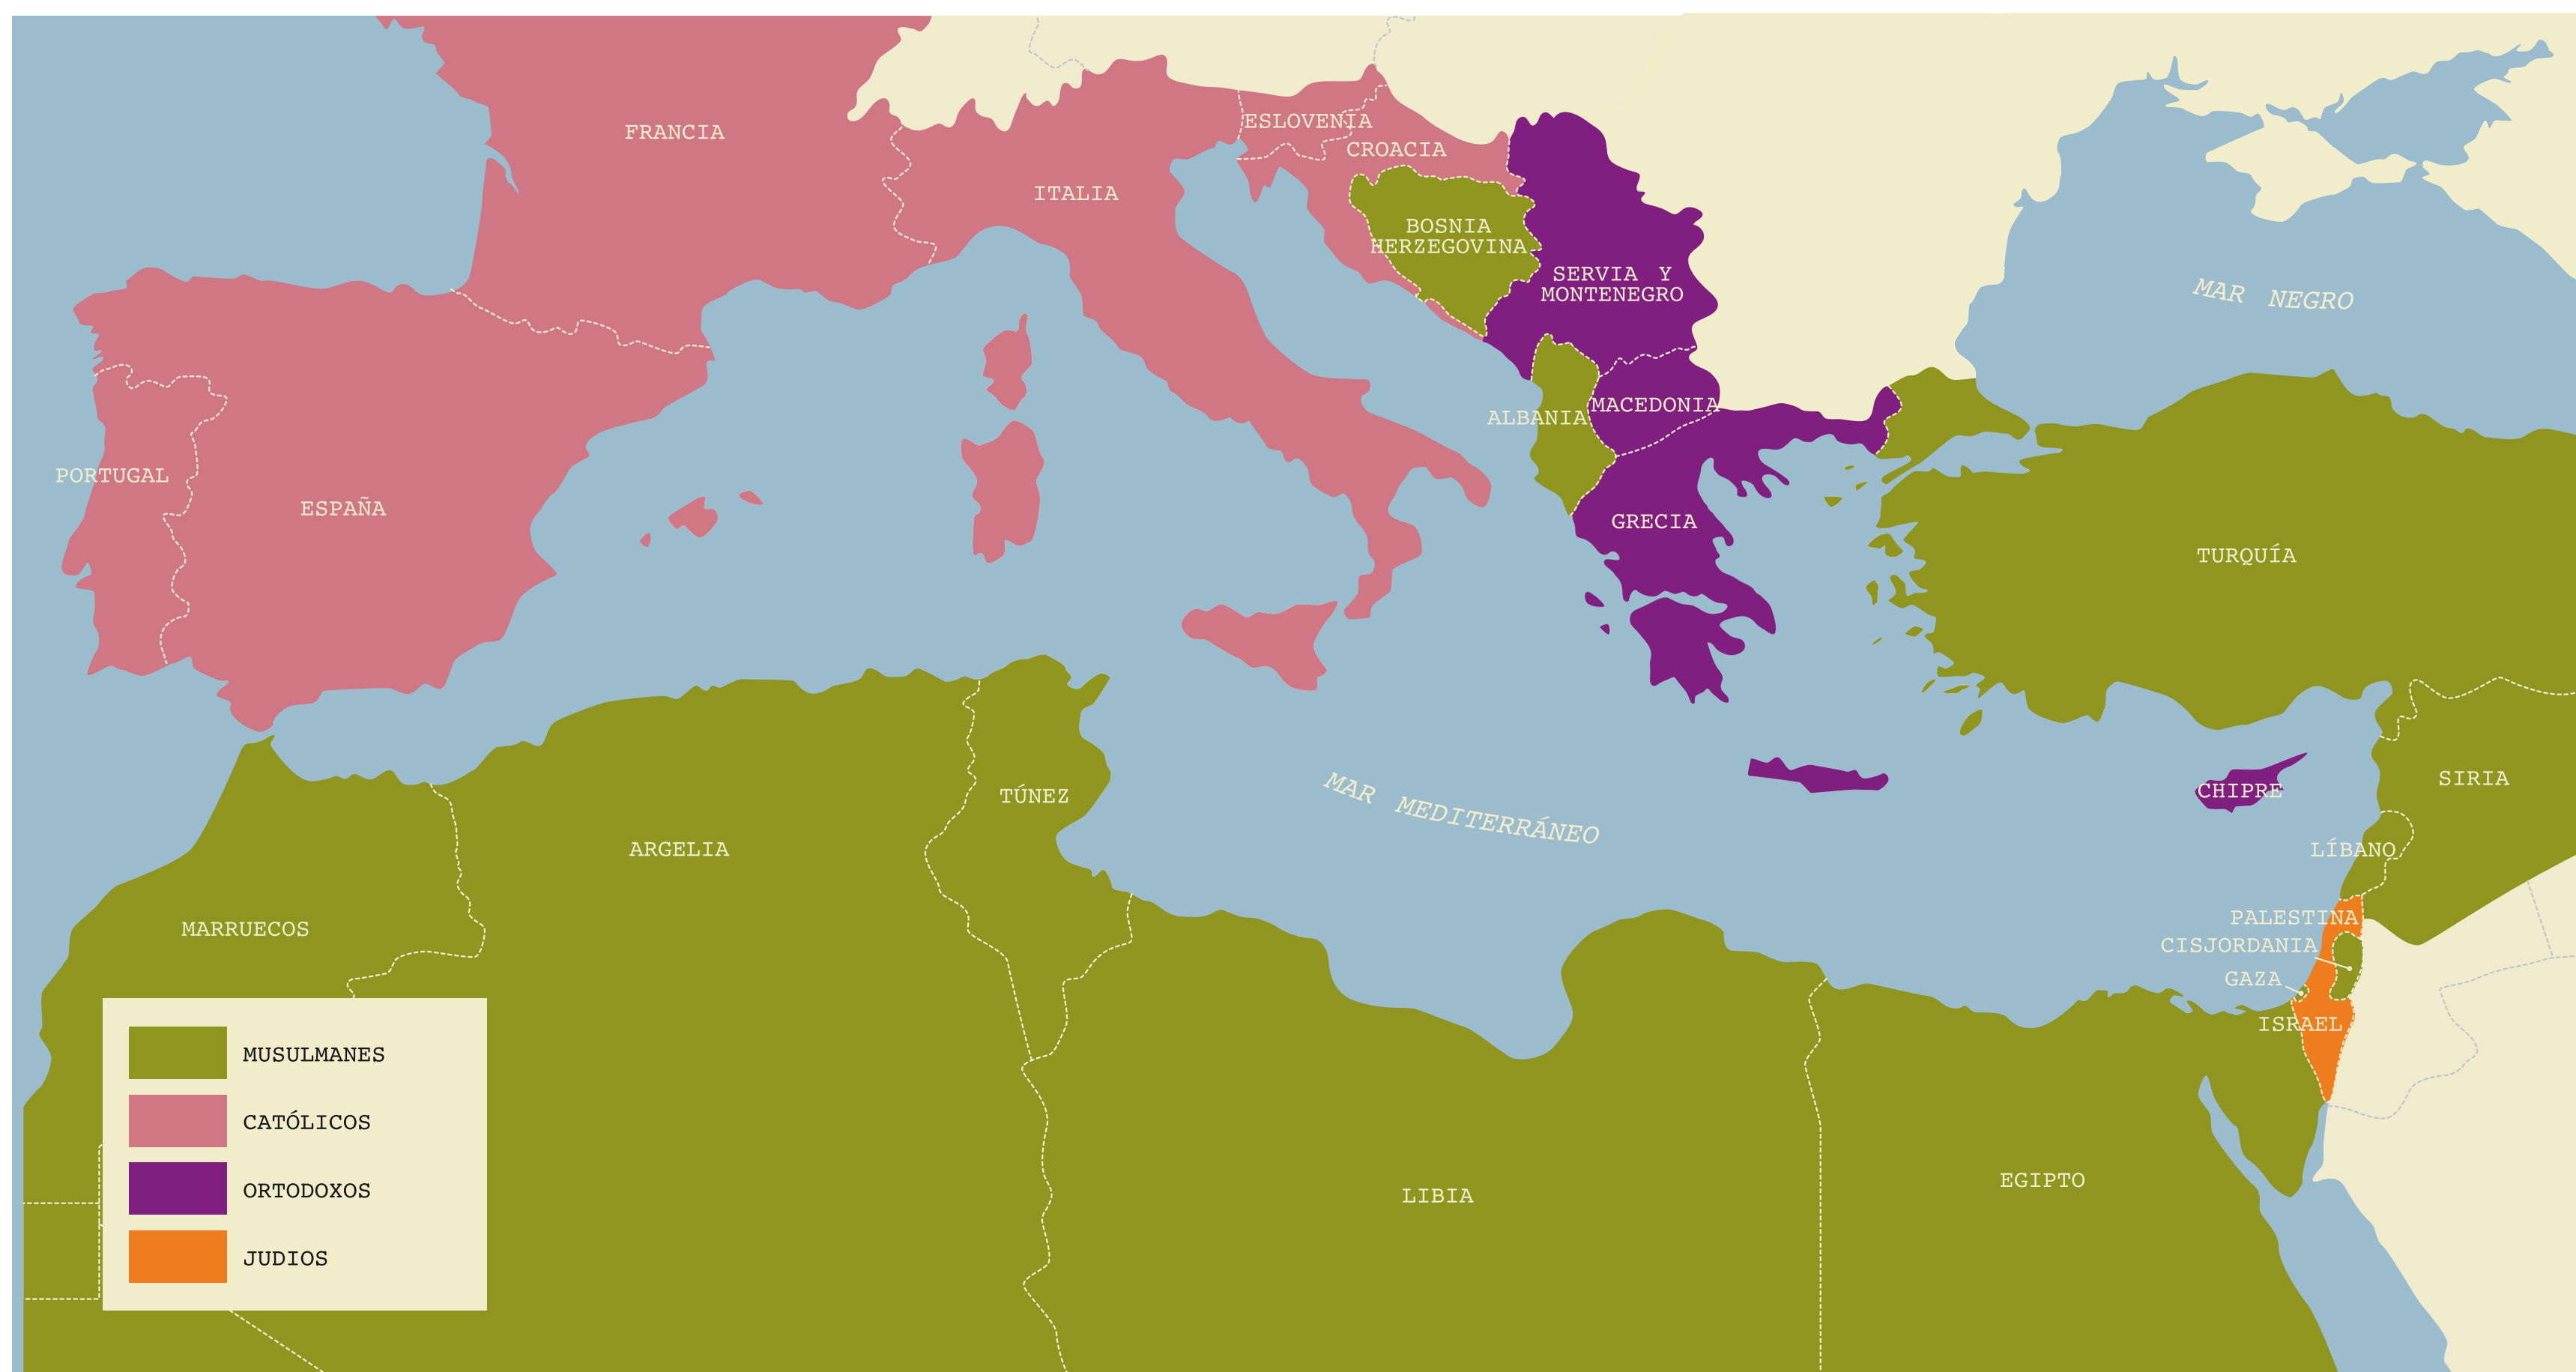 FRANCIA
ESLOVENIA
CROACIA
ITALIA
BOSNIA
HERZEGOVINA
SERVIA Y
MONTENEGRO
MAR NEGRO
ALBANIA
MACEDONIA
PORTUGAL
ESPAÑA
GRECIA
TURQUÍA
MAR MEDITERRÁNEO
CHIPRE
SIRIA
TÚNEZ
ARGELIA
LÍBANO
MARRUECOS
PALESTINA
CISJORDANIA
GAZA
ISRAEL
LIBIA
EGIPTO
MUSULMANES
CATÓLICOS
ORTODOXOS
JUDIOS